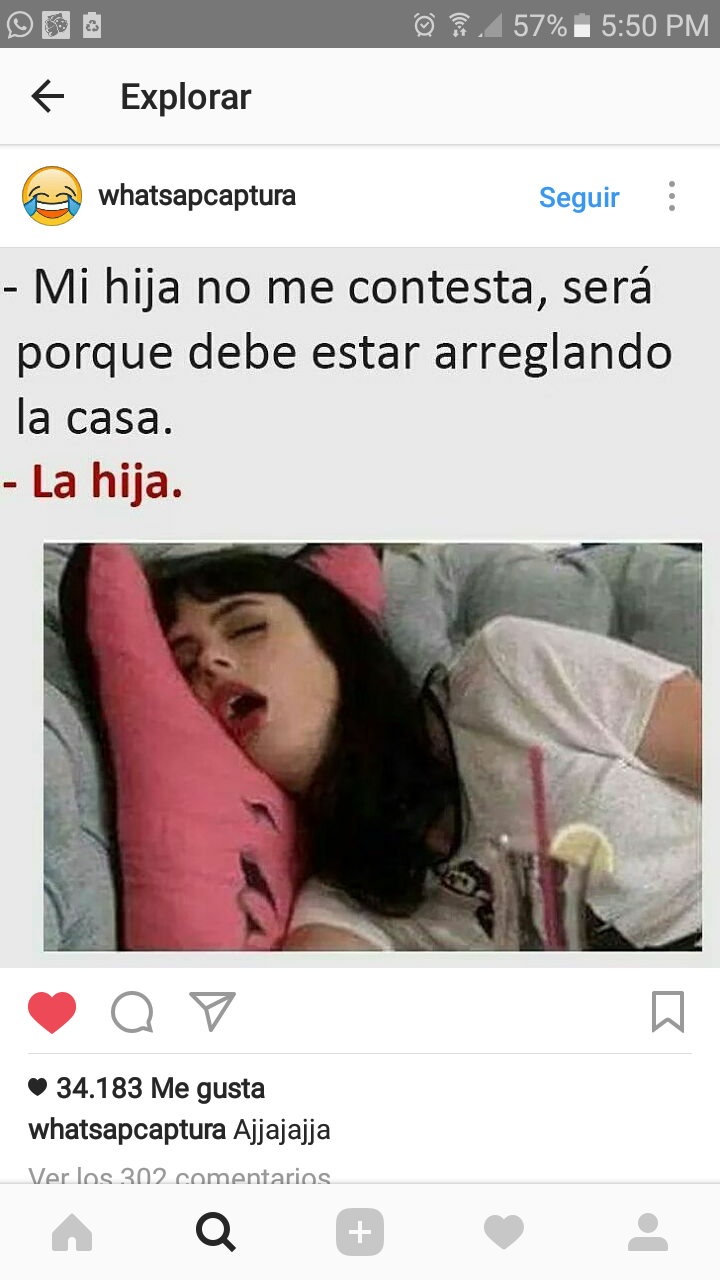 57% 5:50 PM
Explorar
whatsapcaptura Seguir
- Mi hija no me contesta, será
porque debe estar arreglando
la casa.
- La hija.
34.183 Me gusta
whatsapcaptura Ajjajajja
Ver los 302 comentarios